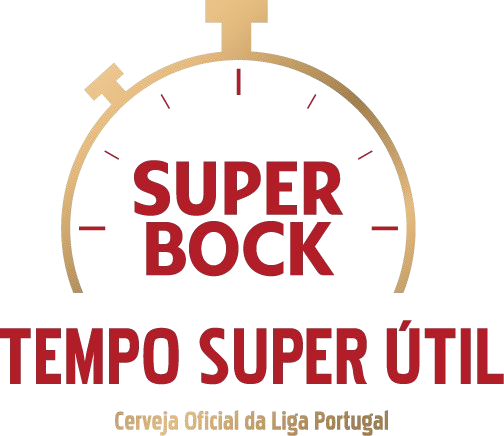 SUPER
BOCK
TEMPO SUPER ÚTIL
Cerveja Oficial da Liga Portugal